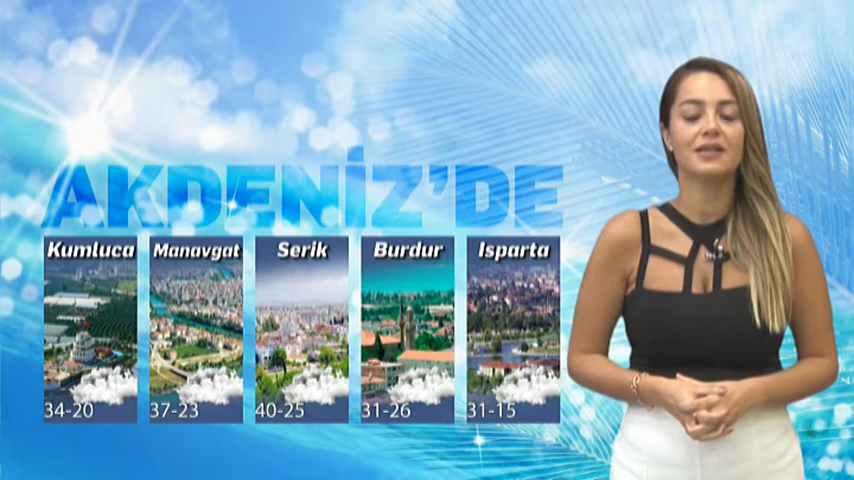 AKDENİZ'DE
Kumluca Manavgat Serik Burdur Isparta
34-20 37-23 40-25 31-26 31-15